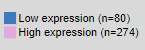 Low expression (n=80)
High expression (n=274)